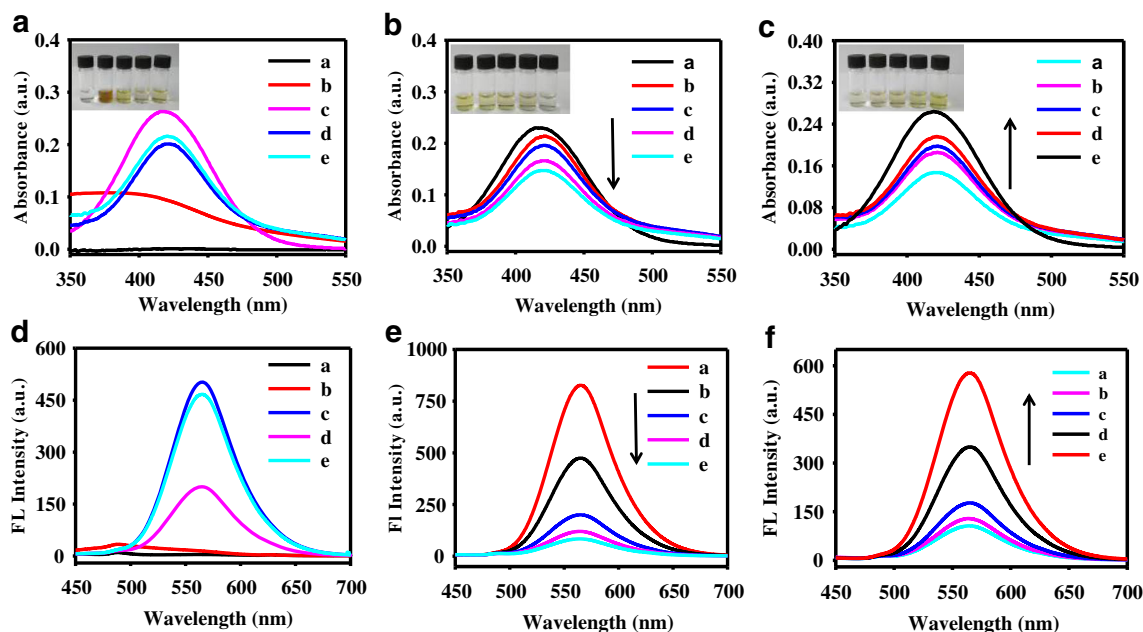 a
0.4
0.3
0.2
0.1
0.0
Absorbance (a.u.)
350 400 450 500 550
Wavelength (nm)
a
b
c
d
e
b
0.4
0.3
0.2
0.1
0.0
Absorbance (a.u.)
350 400 450 500 550
Wavelength (nm)
a
b
c
d
e
c
0.40
0.32
0.24
0.16
0.08
0.00
Absorbance (a.u.)
350 400 450 500 550
Wavelength (nm)
a
b
c
d
e
d
600
450
300
150
0
FL Intensity (a.u.)
450 500 550 600 650 700
Wavelength (nm)
a
b
c
d
e
e
1000
750
500
250
0
Fl Intensity (a.u.)
450 500 550 600 650 700
Wavelength (nm)
a
b
c
d
e
f
600
450
300
150
0
FL Intensity (a.u.)
450 500 550 600 650 700
Wavelength (nm)
a
b
c
d
e